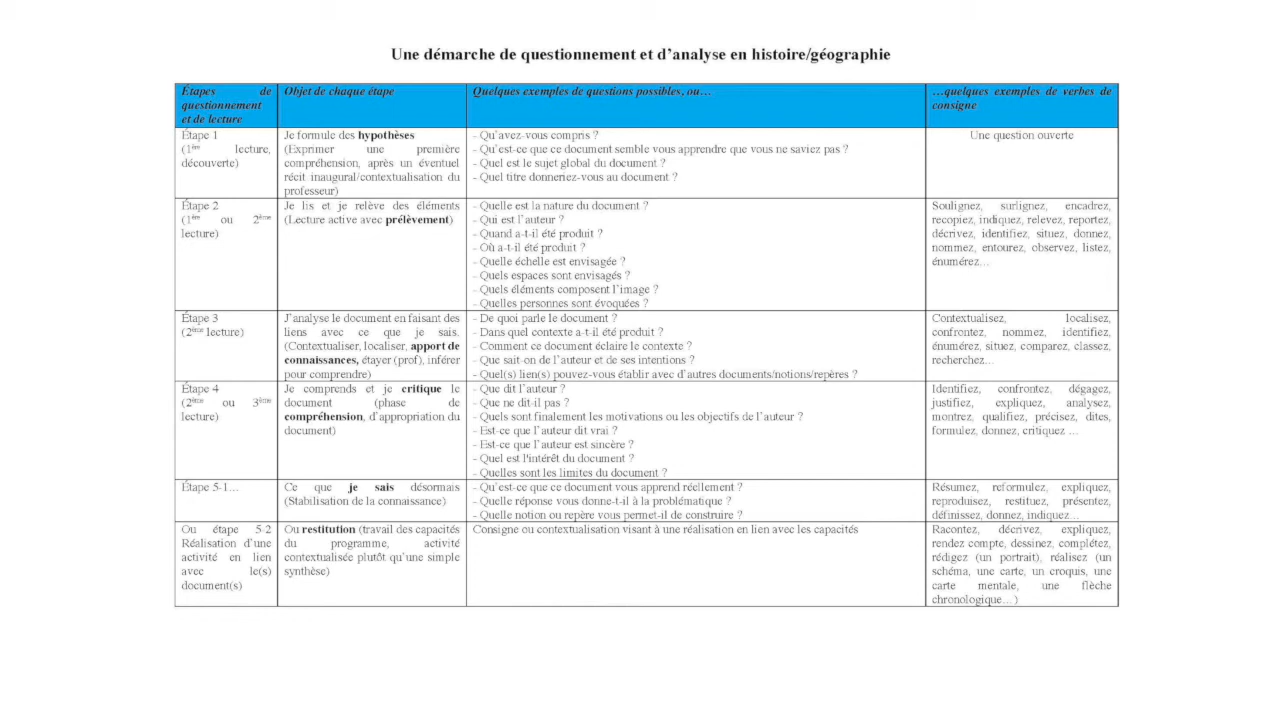 Une démarche de questionnement et d'analyse en histoire/géographie
Étapes de
questionnement
et de lecture
Objet de chaque étape
Quelques exemples de questions possibles, ou…
…quelques exemples de verbes de
consigne
Étape 1
(1ère lecture,
découverte)
Je formule des hypothèses
(Exprimer une première
compréhension, après un éventuel
récit inaugural/contextualisation du
professeur)
- Qu'avez-vous compris ?
- Qu'est-ce que ce document semble vous apprendre que vous ne saviez pas ?
- Quel est le sujet global du document ?
- Quel titre donneriez-vous au document ?
Une question ouverte
Étape 2
(1ère ou 2ème
lecture)
Je lis et je relève des éléments
(Lecture active avec prélèvement)
- Quelle est la nature du document ?
- Qui est l'auteur ?
- Quand a-t-il été produit ?
- Où a-t-il été produit ?
- Quelle échelle est envisagée ?
- Quels espaces sont envisagés ?
- Quels éléments composent l'image ?
- Quelles personnes sont évoquées ?
Soulignez, surlignez, encadrez,
recopiez, indiquez, relevez, reportez,
décrivez, identifiez, situez, donnez,
nommez, entourez, observez, listez,
énumérez…
Étape 3
(2ème lecture)
J'analyse le document en faisant des
liens avec ce que je sais.
(Contextualiser, localiser, apport de
connaissances, étayer (prof), inférer
pour comprendre)
- De quoi parle le document ?
- Dans quel contexte a-t-il été produit ?
- Comment ce document éclaire le contexte ?
- Que sait-on de l'auteur et de ses intentions ?
- Quel(s) lien(s) pouvez-vous établir avec d'autres documents/notions/repères ?
Contextualisez, localisez,
confrontez, nommez, identifiez,
énumérez, situez, comparez, classez,
recherchez…
Étape 4
(2ème ou 3ème
lecture)
Je comprends et je critique le
document (phase de
compréhension, d'appropriation du
document)
- Que dit l'auteur ?
- Que ne dit-il pas ?
- Quels sont finalement les motivations ou les objectifs de l'auteur ?
- Est-ce que l'auteur dit vrai ?
- Est-ce que l'auteur est sincère ?
- Quel est l'intérêt du document ?
- Quelles sont les limites du document ?
Identifiez, confrontez, dégagez,
justifiez, expliquez, analysez,
montrez, qualifiez, précisez, dites,
formulez, donnez, critiquez …
Étape 5-1…
Ce que je sais désormais
(Stabilisation de la connaissance)
- Qu'est-ce que ce document vous apprend réellement ?
- Quelle réponse vous donne-t-il à la problématique ?
- Quelle notion ou repère vous permet-il de construire ?
Résumez, reformulez, expliquez,
reproduisez, restituez, présentez,
définissez, donnez, indiquez…
Ou étape 5-2
Réalisation d'une
activité en lien
avec le(s)
document(s)
Ou restitution (travail des capacités
du programme, activité
contextualisée plutôt qu'une simple
synthèse)
Consigne ou contextualisation visant à une réalisation en lien avec les capacités
Racontez, décrivez, expliquez,
rendez compte, dessinez, complétez,
rédigez (un portrait), réalisez (un
schéma, une carte, un croquis, une
carte mentale, une flèche
chronologique…)